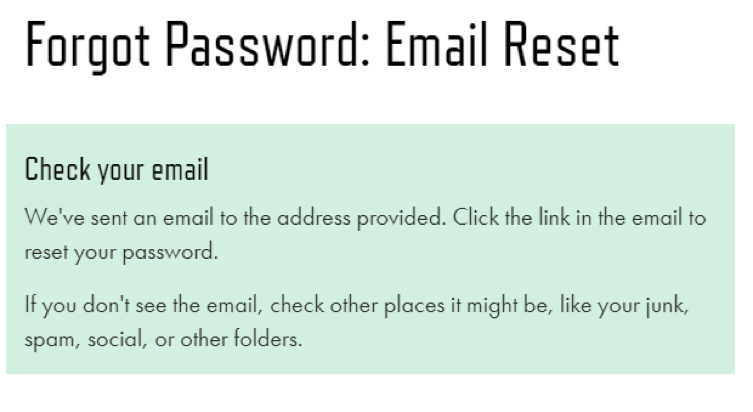 Forgot Password: Email Reset
Check your email
We've sent an email to the address provided. Click the link in the email to
reset your password.
If you don't see the email, check other places it might be, like your junk,
spam, social, or other folders.